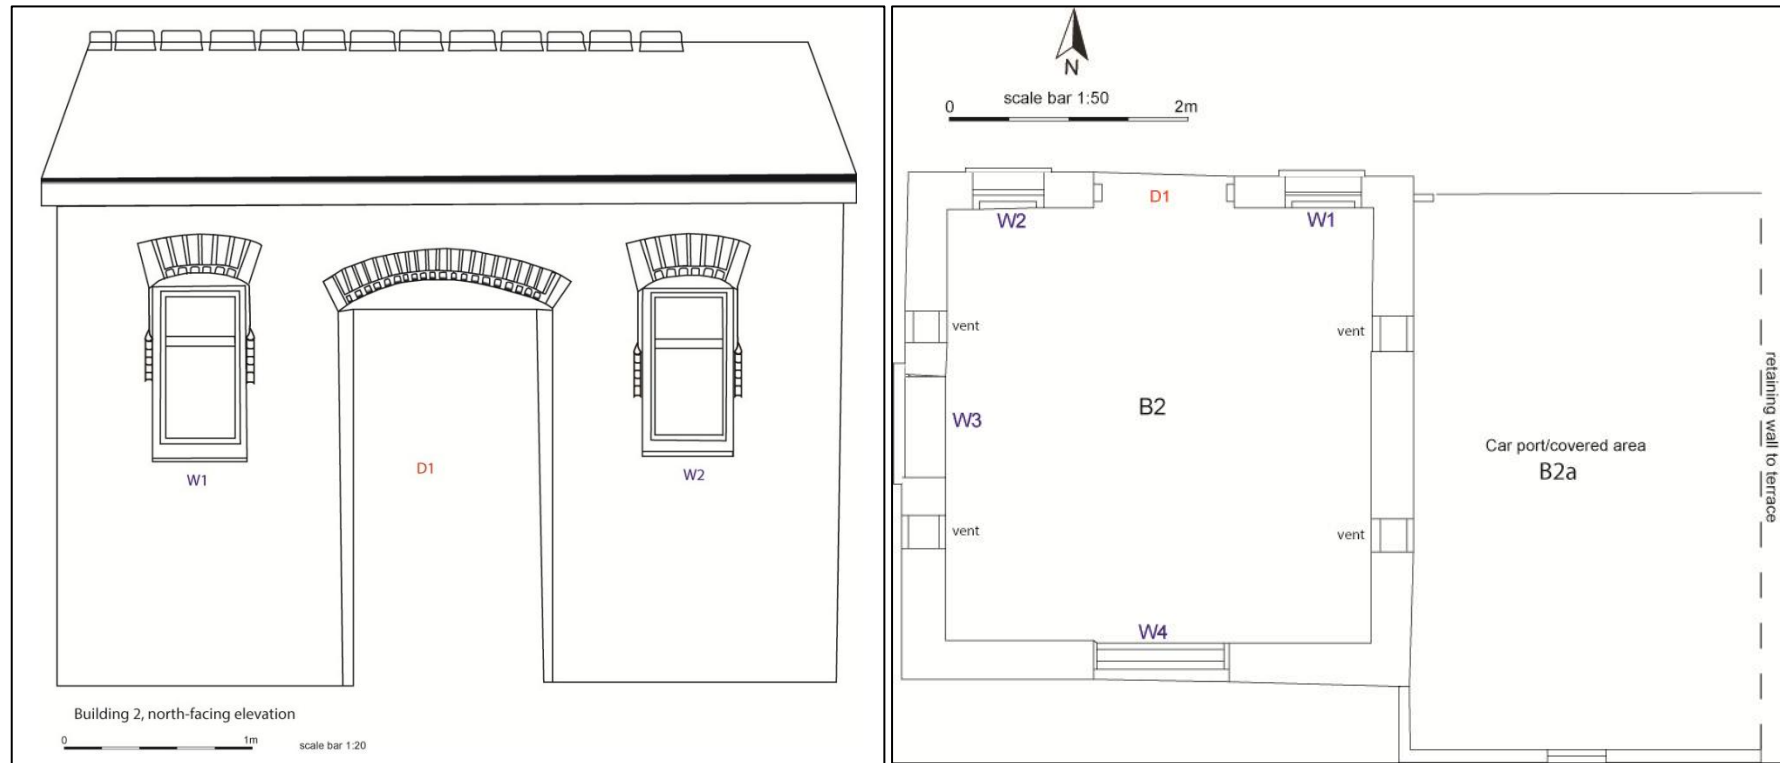 W1
D1
W2
Building 2, north-facing elevation
0 1m
scale bar 1:20
N
scale bar 1:50
0 2m
D1
W2 W1
vent vent
W3
B2
Car port/covered area
B2a
retaining wall to terrace
vent vent
W4